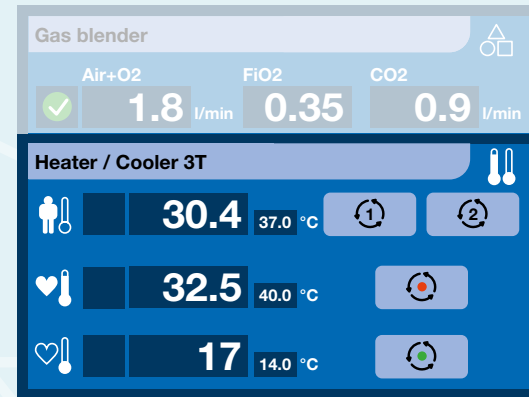 Gas blender
Air+O2 FiO2 CO2
1.8 l/min 0.35 0.9 l/min
Heater / Cooler 3T
30.4 37.0 °C 1 2
32.5 40.0 °C
17 14.0 °C